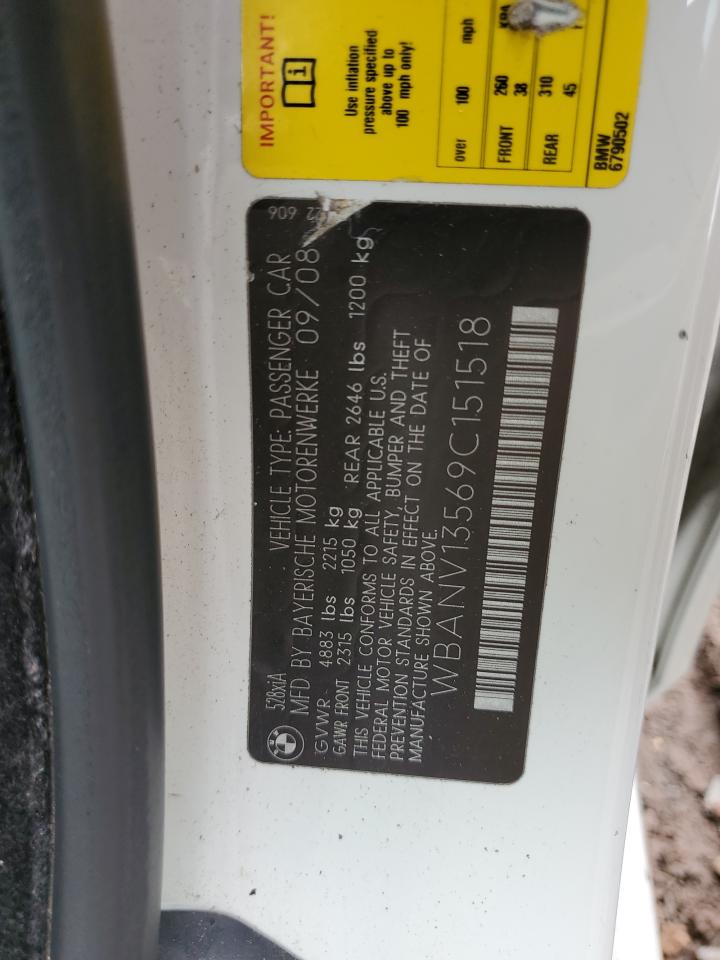 IMPORTANT!
i
Use inflation
pressure specified
above up to
100 mph only!
over 100 mph
FRONT 260
38
REAR 310
45
BMW
6790502
606
528xiA VEHICLE TYPE: PASSENGER CAR
BMW
MFD BY BAYERISCHE MOTORENWERKE 09/08
GVWR 4883 lbs 2215 kg
GAWR FRONT 2315 lbs 1050 kg REAR 2646 lbs 1200 kg
THIS VEHICLE CONFORMS TO ALL APPLICABLE U.S.
FEDERAL MOTOR VEHICLE SAFETY, BUMPER AND THEFT
PREVENTION STANDARDS IN EFFECT ON THE DATE OF
MANUFACTURE SHOWN ABOVE.
WBANV13569C151518